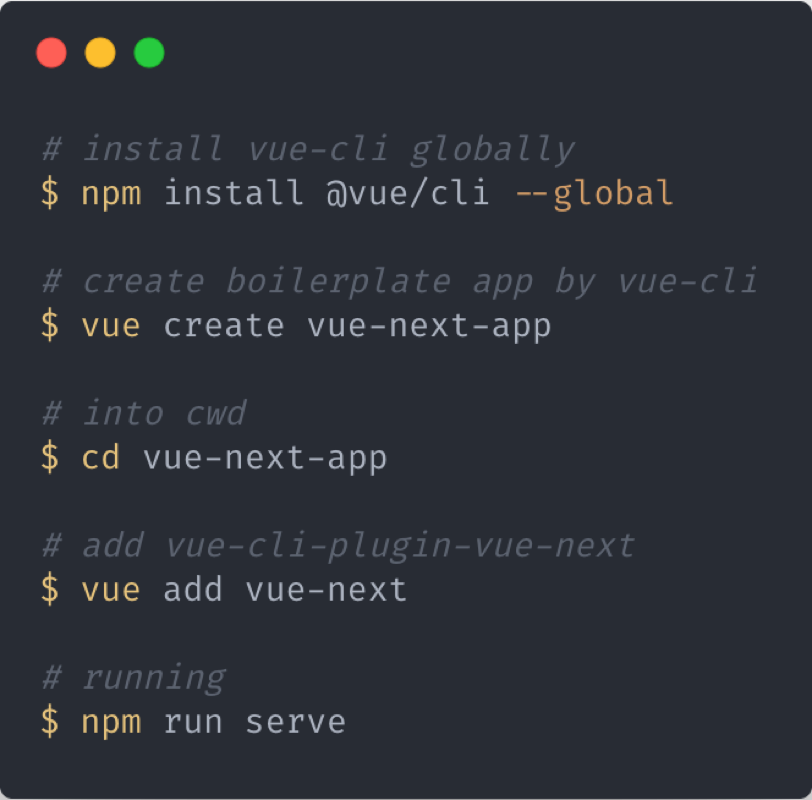 # install vue-cli globally
$ npm install @vue/cli --global
# create boilerplate app by vue-cli
$ vue create vue-next-app
# into cwd
$ cd vue-next-app
# add vue-cli-plugin-vue-next
$ vue add vue-next
# running
$ npm run serve